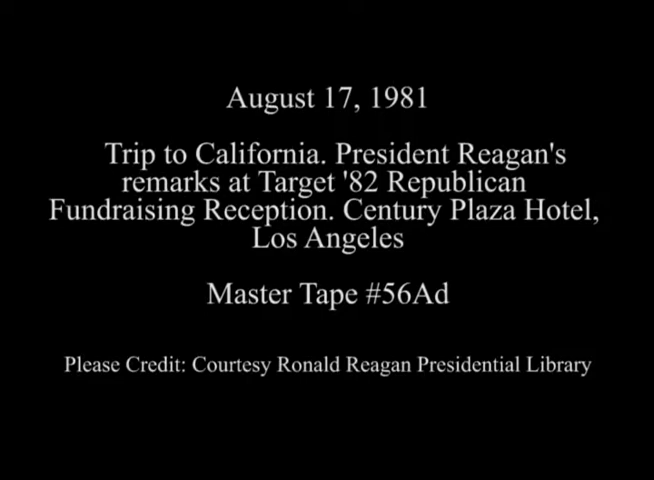 August 17, 1981
Trip to California. President Reagan's
remarks at Target '82 Republican
Fundraising Reception. Century Plaza Hotel,
Los Angeles
Master Tape #56Ad
Please Credit: Courtesy Ronald Reagan Presidential Library